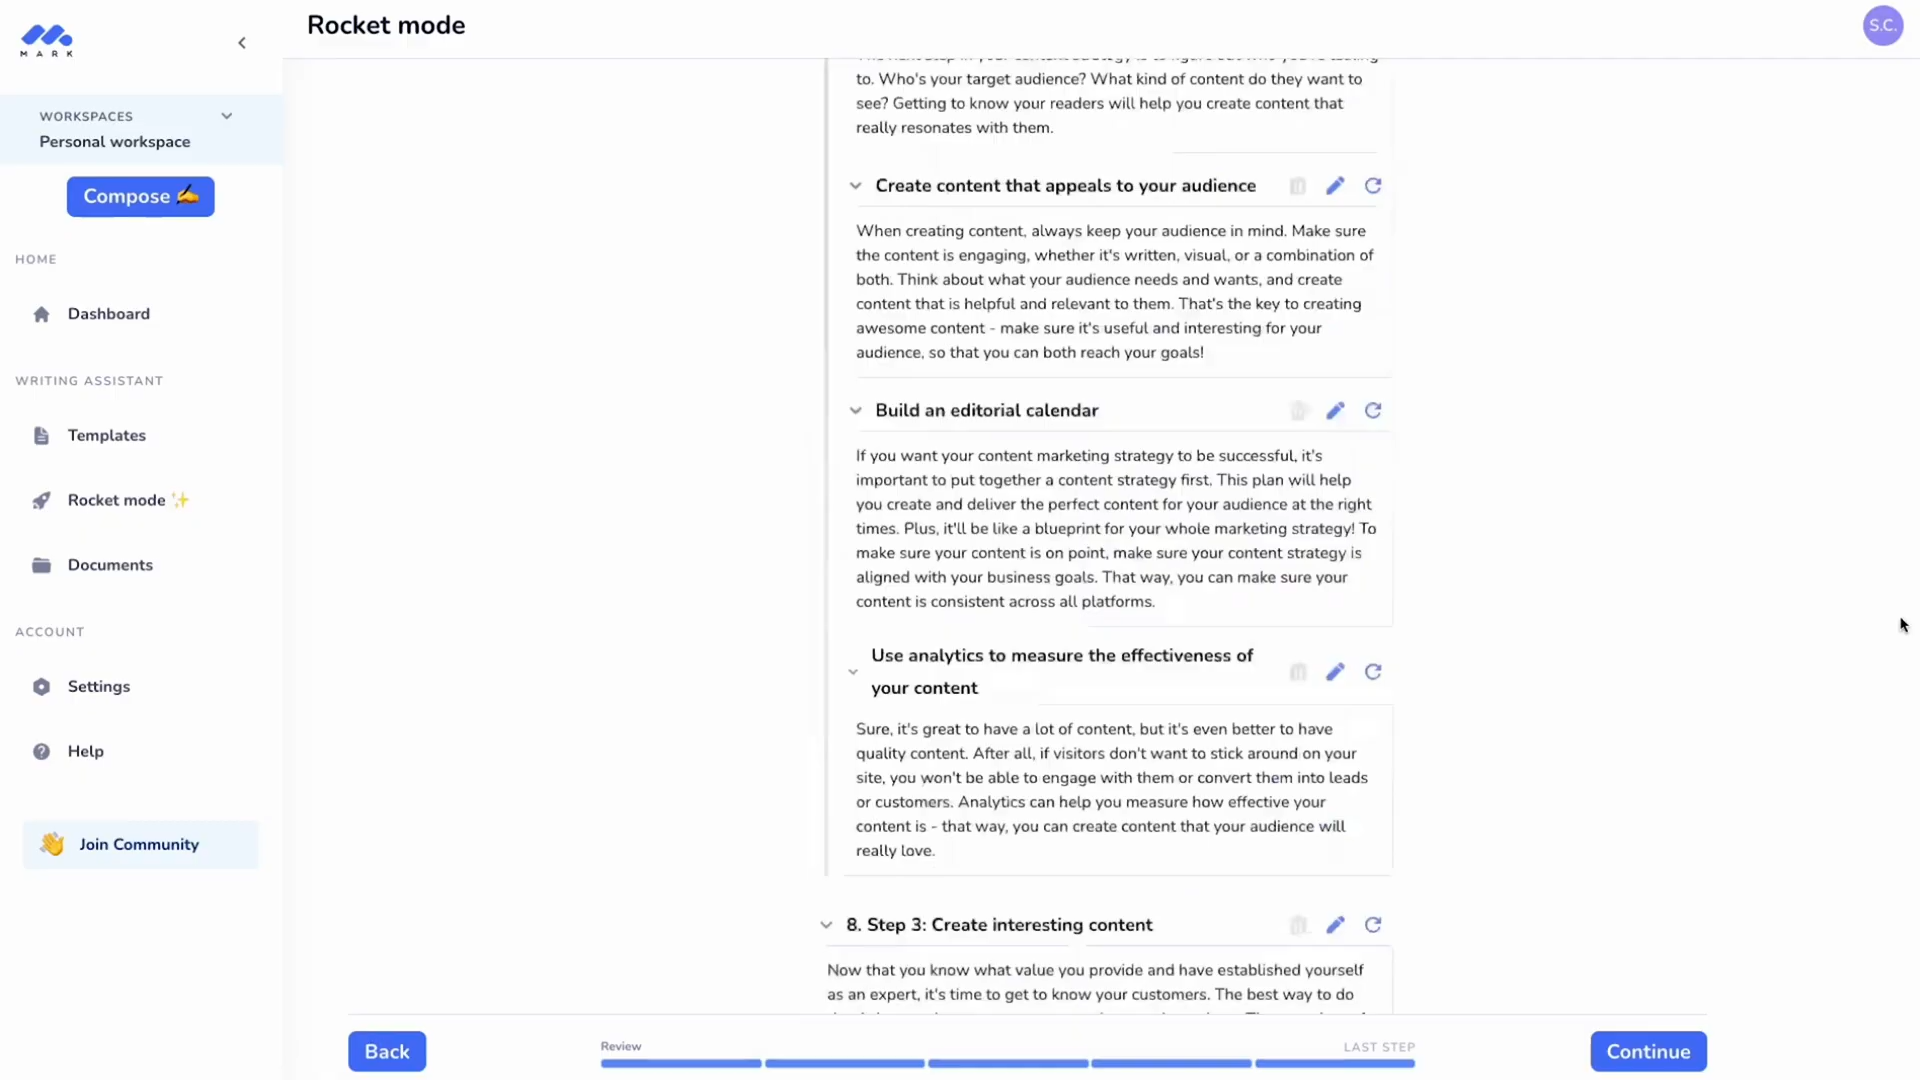 MARK
Rocket mode
S.C.
WORKSPACES
Personal workspace
Compose ✍
HOME
Dashboard
WRITING ASSISTANT
Templates
Rocket mode ✨
Documents
ACCOUNT
Settings
Help
👋 Join Community
to. Who's your target audience? What kind of content do they want to
see? Getting to know your readers will help you create content that
really resonates with them.
Create content that appeals to your audience
When creating content, always keep your audience in mind. Make sure
the content is engaging, whether it's written, visual, or a combination of
both. Think about what your audience needs and wants, and create
content that is helpful and relevant to them. That's the key to creating
awesome content - make sure it's useful and interesting for your
audience, so that you can both reach your goals!
Build an editorial calendar
If you want your content marketing strategy to be successful, it's
important to put together a content strategy first. This plan will help
you create and deliver the perfect content for your audience at the right
times. Plus, it'll be like a blueprint for your whole marketing strategy! To
make sure your content is on point, make sure your content strategy is
aligned with your business goals. That way, you can make sure your
content is consistent across all platforms.
Use analytics to measure the effectiveness of
your content
Sure, it's great to have a lot of content, but it's even better to have
quality content. After all, if visitors don't want to stick around on your
site, you won't be able to engage with them or convert them into leads
or customers. Analytics can help you measure how effective your
content is - that way, you can create content that your audience will
really love.
8. Step 3: Create interesting content
Now that you know what value you provide and have established yourself
as an expert, it's time to get to know your customers. The best way to do
Back
Review
LAST STEP
Continue